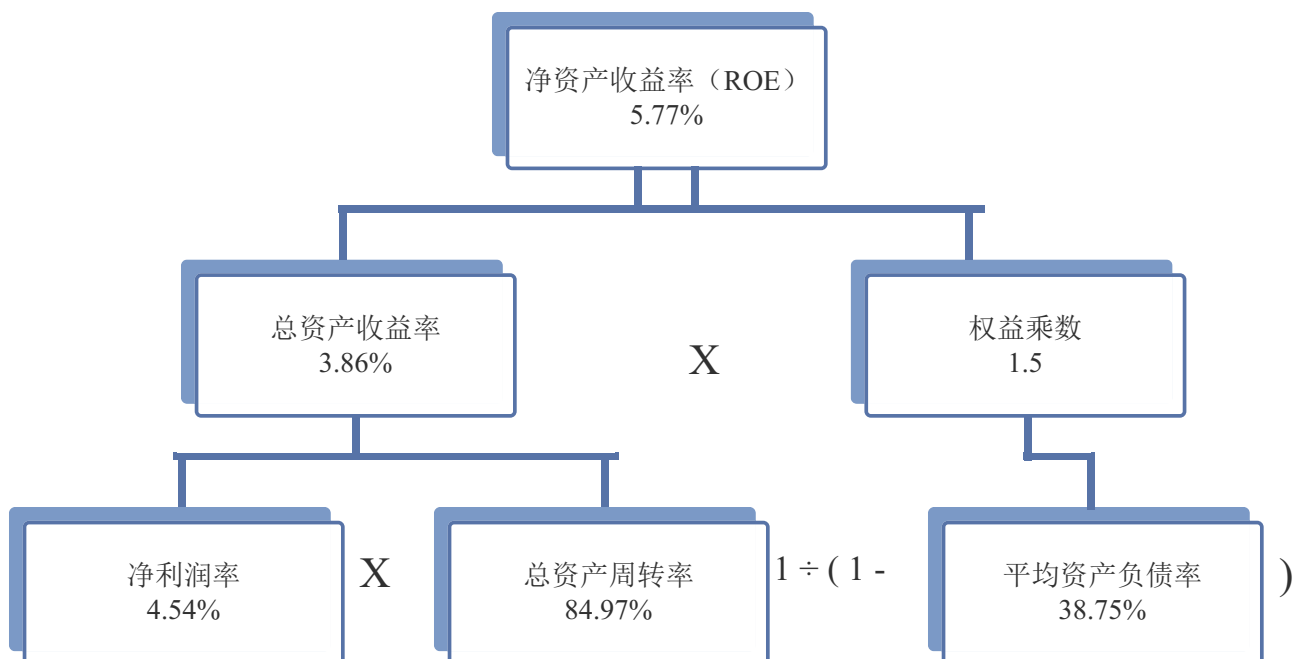 净资产收益率（ROE）
5.77%
总资产收益率
3.86%
X
权益乘数
1.5
净利润率
4.54%
X
总资产周转率
84.97%
1 ÷ ( 1 -
平均资产负债率
38.75%
)